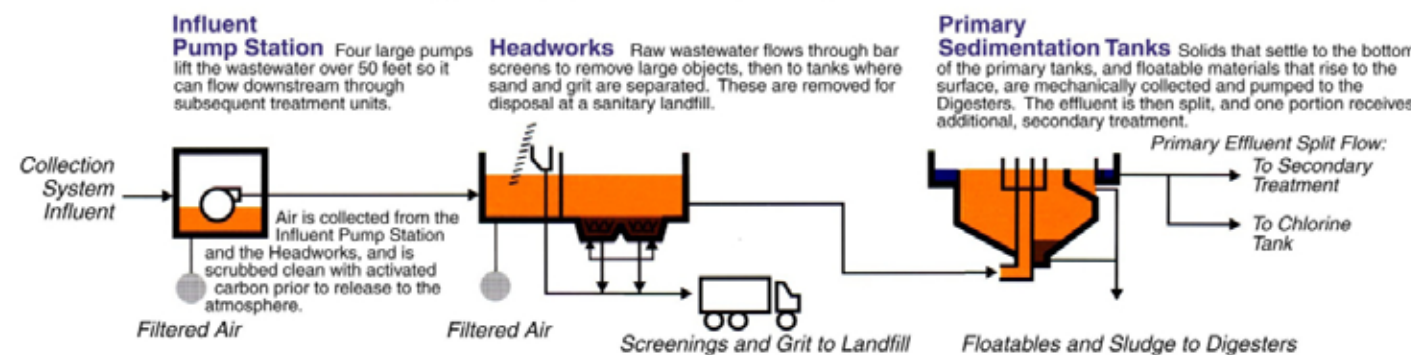 Influent
Pump Station Four large pumps
lift the wastewater over 50 feet so it
can flow downstream through
subsequent treatment units.
Headworks Raw wastewater flows through bar
screens to remove large objects, then to tanks where
sand and grit are separated. These are removed for
disposal at a sanitary landfill.
Primary
Sedimentation Tanks Solids that settle to the bottom
of the primary tanks, and floatable materials that rise to the
surface, are mechanically collected and pumped to the
Digesters. The effluent is then split, and one portion receives
additional, secondary treatment.
Collection
System
Influent
Air is collected from the
Influent Pump Station
and the Headworks, and is
scrubbed clean with activated
carbon prior to release to the
atmosphere.
Filtered Air
Filtered Air
Screenings and Grit to Landfill
Primary Effluent Split Flow:
To Secondary
Treatment
To Chlorine
Tank
Floatables and Sludge to Digesters